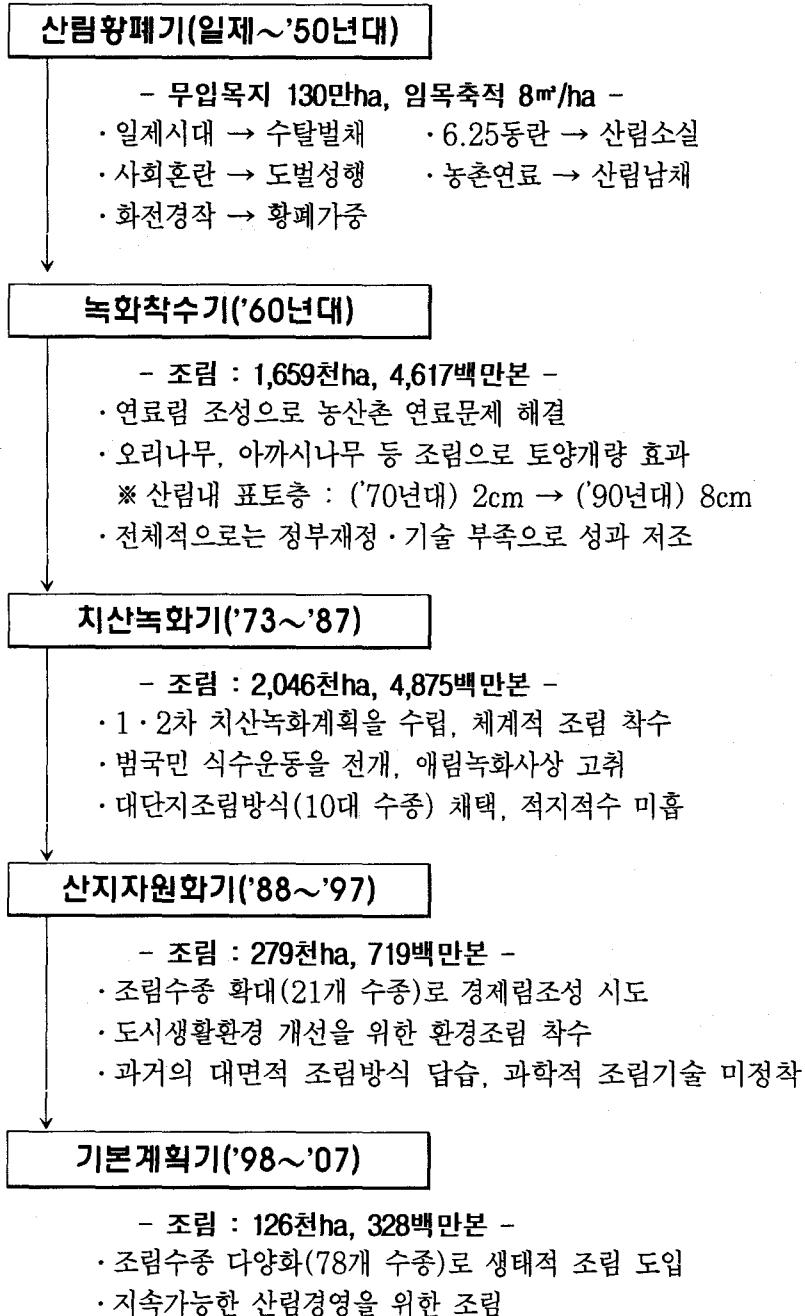 산림황폐기(일제～'50년대)
- 무입목지 130만ha, 임목축적 8㎥/ha -
·일제시대 → 수탈벌채 ·6.25동란 → 산림소실
·사회혼란 → 도벌성행 ·농촌연료 → 산림남채
·화전경작 → 황폐가중
녹화착수기('60년대)
- 조림 : 1,659천ha, 4,617백만본 -
·연료림 조성으로 농산촌 연료문제 해결
·오리나무, 아까시나무 등 조림으로 토양개량 효과
※ 산림내 표토층 : ('70년대) 2cm → ('90년대) 8cm
·전체적으로는 정부재정·기술 부족으로 성과 저조
치산녹화기('73～'87)
- 조림 : 2,046천ha, 4,875백만본 -
·1·2차 치산녹화계획을 수립, 체계적 조림 착수
·범국민 식수운동을 전개, 애림녹화사상 고취
·대단지조림방식(10대 수종) 채택, 적지적수 미흡
산지자원화기('88～'97)
- 조림 : 279천ha, 719백만본 -
·조림수종 확대(21개 수종)로 경제림조성 시도
·도시생활환경 개선을 위한 환경조림 착수
·과거의 대면적 조림방식 답습, 과학적 조림기술 미정착
기본계획기('98～'07)
- 조림 : 126천ha, 328백만본 -
·조림수종 다양화(78개 수종)로 생태적 조림 도입
·지속가능한 산림경영을 위한 조림